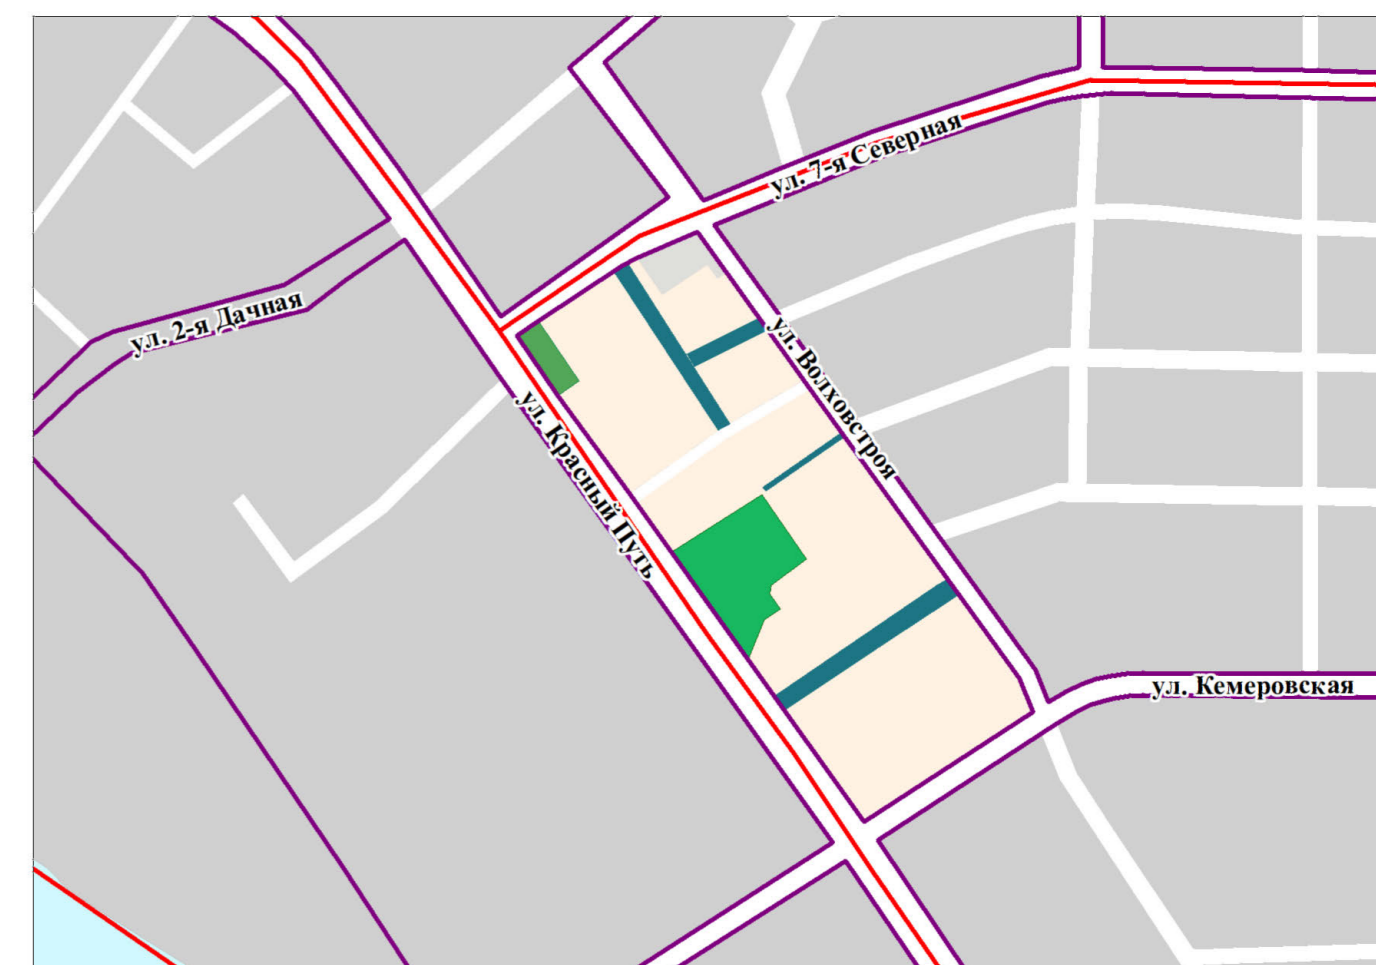 ул. 7-я Северная
ул. 2-я Дачная
ул. Волховстроя
ул. Красный Путь
ул. Кемеровская